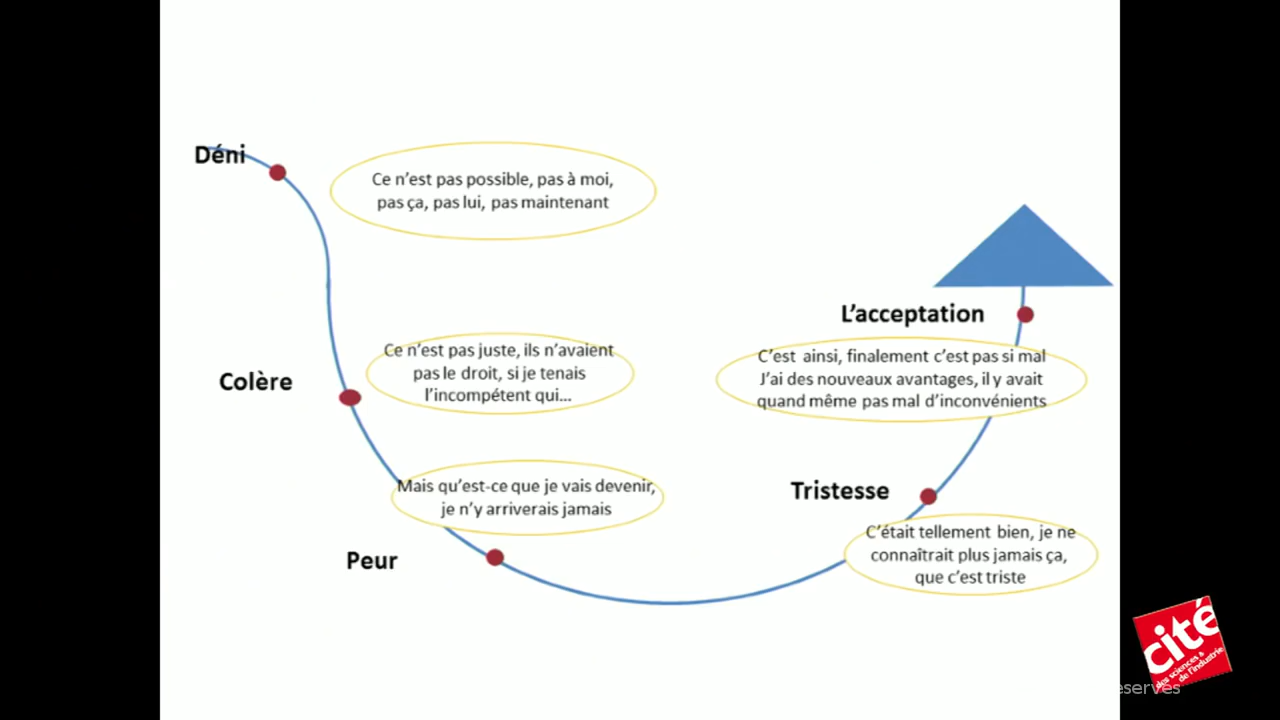 Déni
Ce n'est pas possible, pas à moi,
pas ça, pas lui, pas maintenant
L'acceptation
Colère
Ce n'est pas juste, ils n'avaient
pas le droit, si je tenais
l'incompétent qui...
C'est ainsi, finalement c'est pas si mal
J'ai des nouveaux avantages, il y avait
quand même pas mal d'inconvénients
Mais qu'est-ce que je vais devenir,
je n'y arriverais jamais
Tristesse
Peur
C'était tellement bien, je ne
connaîtrait plus jamais ça,
que c'est triste
cité
des sciences &
de l'industrie